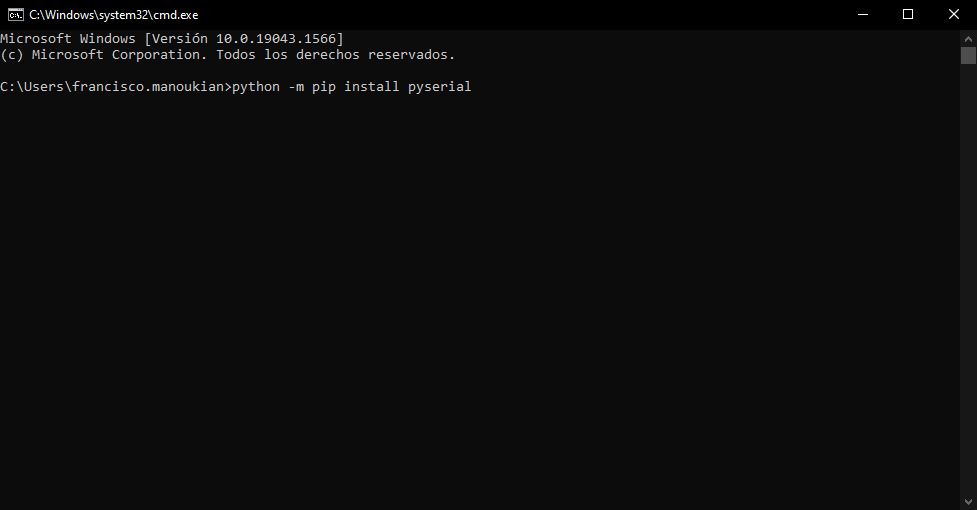 C:\Windows\system32\cmd.exe
Microsoft Windows [Versión 10.0.19043.1566]
(c) Microsoft Corporation. Todos los derechos reservados.
C:\Users\francisco.manoukian>python -m pip install pyserial